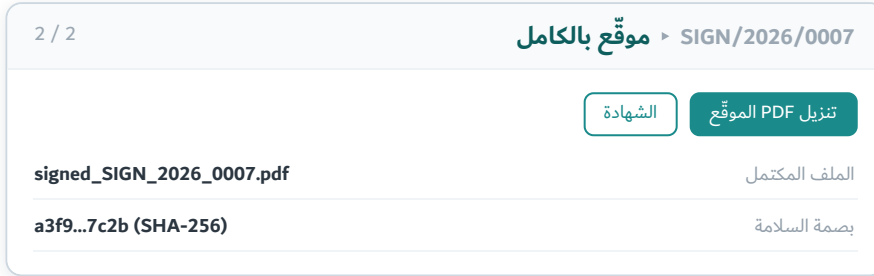 SIGN/2026/0007 ▸ موقّع بالكامل
2 / 2
تنزيل PDF الموقّع
الشهادة
الملف المكتمل
signed_SIGN_2026_0007.pdf
بصمة السلامة
a3f9...7c2b (SHA-256)